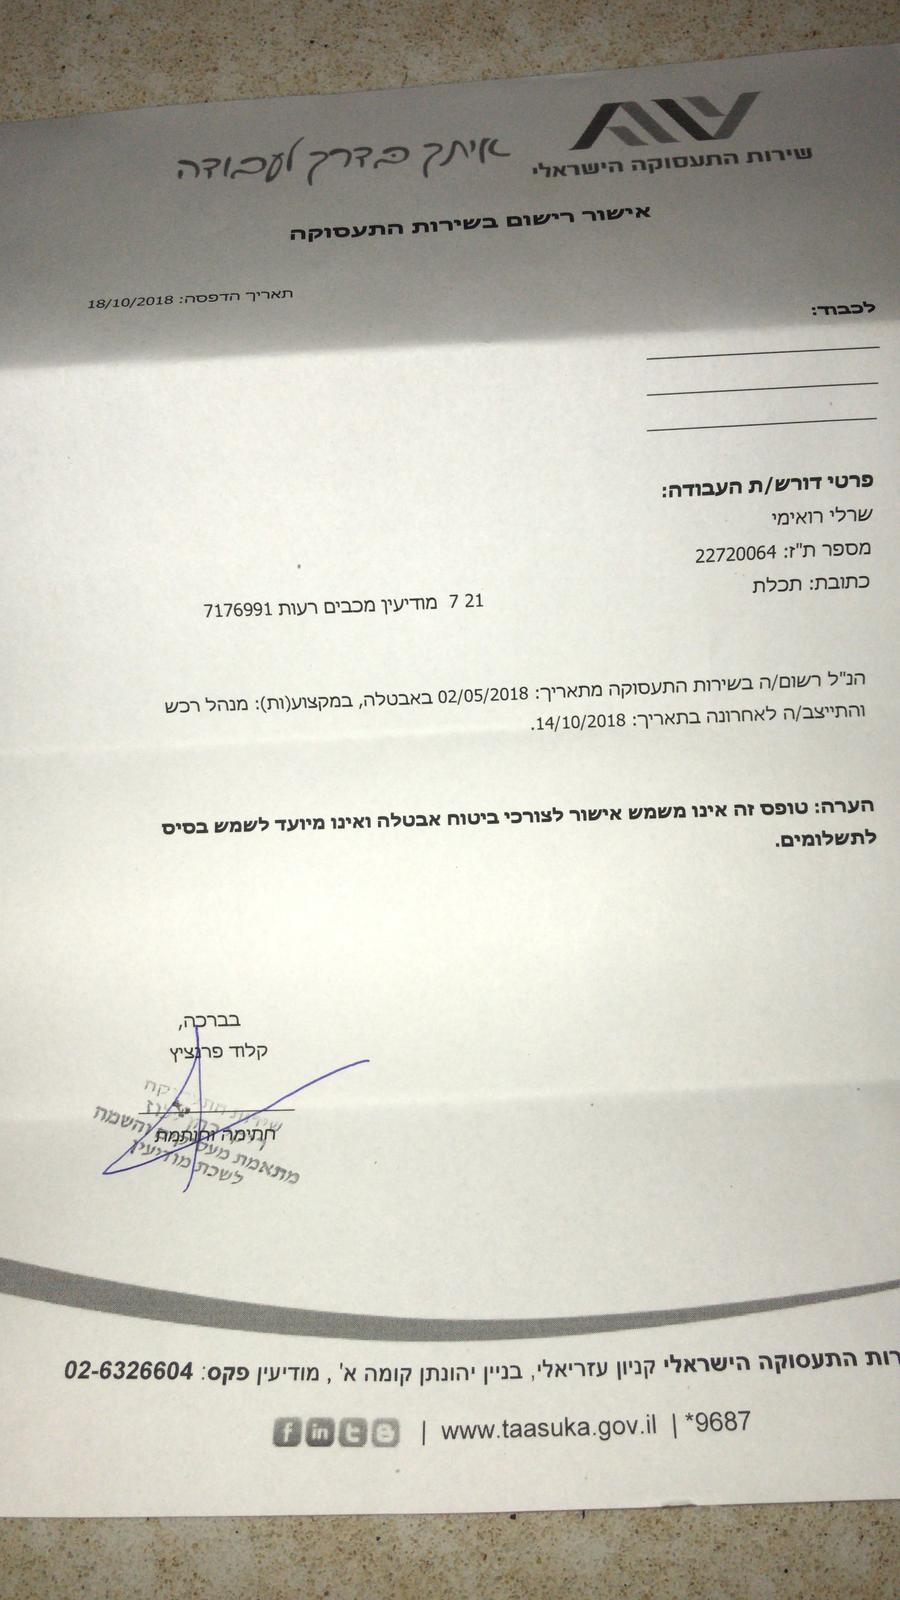 שירות התעסוקה הישראלי
איתך בדרך לעבודה
אישור רישום בשירות התעסוקה
תאריך הדפסה: 18/10/2018
לכבוד:
פרטי דורש/ת העבודה:
שרלי רואימי
מספר ת"ז: 22720064
כתובת: תכלת
21 7 מודיעין מכבים רעות 7176991
הנ"ל רשום/ה בשירות התעסוקה מתאריך: 02/05/2018 באבטלה, במקצוע(ות): מנהל רכש
והתייצב/ה לאחרונה בתאריך: 14/10/2018.
הערה: טופס זה אינו משמש אישור לצורכי ביטוח אבטלה ואינו מיועד לשמש בסיס
לתשלומים.
בברכה,
קלוד פרנציץ
חתימה וחותמת
שירות
מתאמת והשמה
לשכת מודיעין
רות התעסוקה הישראלי קניון עזריאלי, בניין יהונתן קומה א' , מודיעין פקס: 02-6326604
www.taasuka.gov.il | *9687